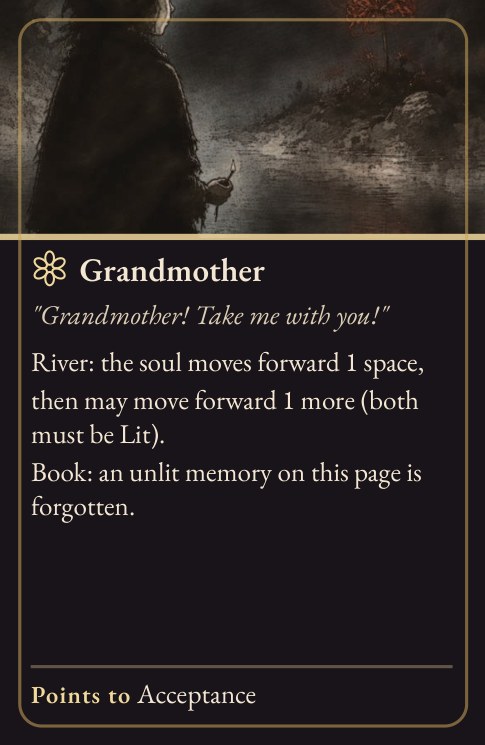 Grandmother
"Grandmother! Take me with you!"
River: the soul moves forward 1 space,
then may move forward 1 more (both
must be Lit).
Book: an unlit memory on this page is
forgotten.
Points to Acceptance